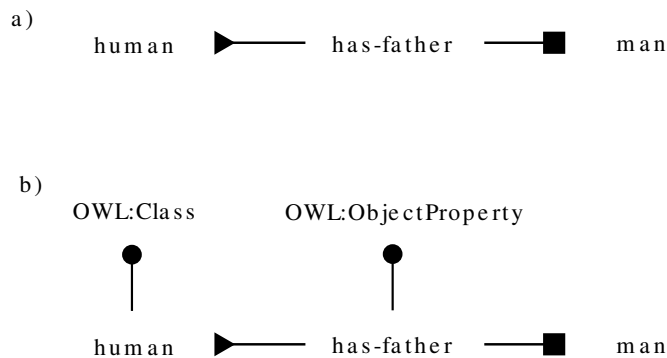 a)
human has-father man
b)
OWL:Class OWL:ObjectProperty
human has-father man